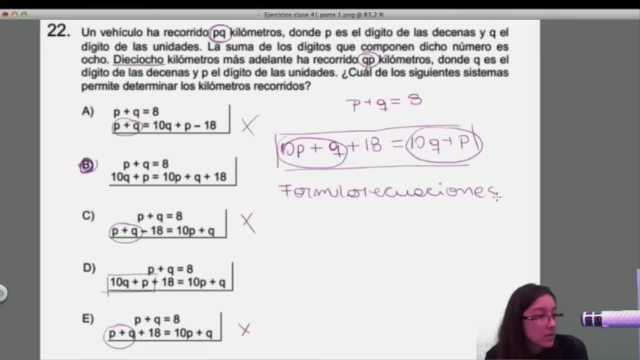 Ejercicios clase 41.parte 1.png @ 83,2 %
22. Un vehículo ha recorrido pq kilómetros, donde p es el dígito de las decenas y q el
dígito de las unidades. La suma de los dígitos que componen dicho número es
ocho. Dieciocho kilómetros más adelante ha recorrido qp kilómetros, donde q es el
dígito de las decenas y p el dígito de las unidades. ¿Cuál de los siguientes sistemas
permite determinar los kilómetros recorridos?
p+q = 8
A) p + q = 8
p + q = 10q + p – 18 X
10p + q + 18 = 10q + p
B) p + q = 8
10q + p = 10p + q + 18
Formular ecuaciones
C) p + q = 8
p + q – 18 = 10p + q X
D) p + q = 8
10q + p + 18 = 10p + q
E) p + q = 8
p + q + 18 = 10p + q X